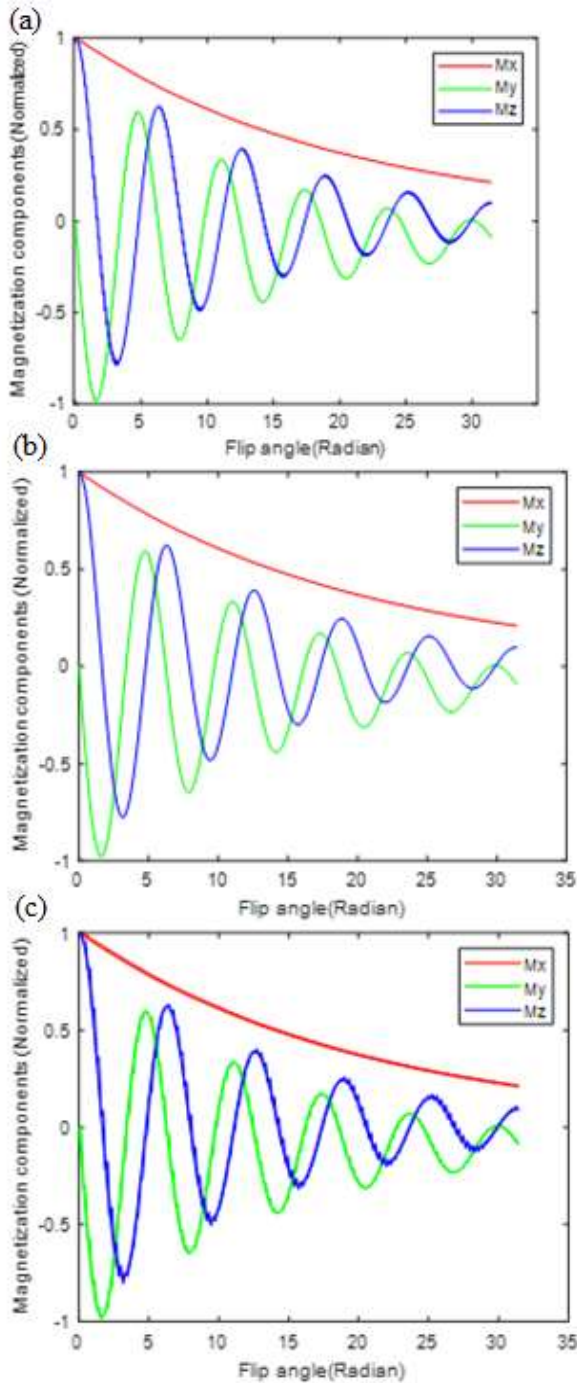 (a)
1
0.5
0
-0.5
-1
Magnetization components (Normalized)
Mx
My
Mz
0 5 10 15 20 25 30 35
Flip angle(Radian)
(b)
1
0.5
0
-0.5
-1
Magnetization components (Normalized)
Mx
My
Mz
0 5 10 15 20 25 30 35
Flip angle(Radian)
(c)
1
0.5
0
-0.5
-1
Magnetization components (Normalized)
Mx
My
Mz
0 5 10 15 20 25 30 35
Flip angle(Radian)